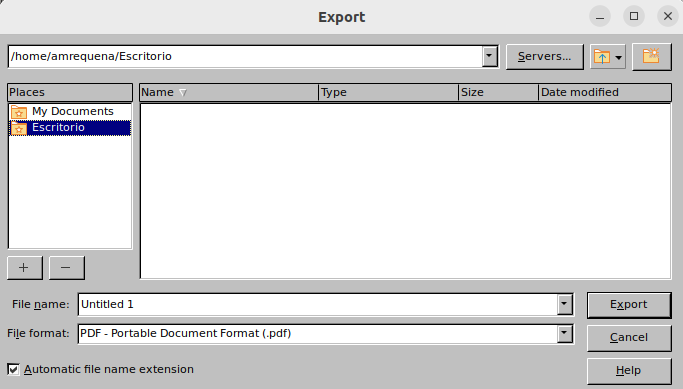 Export
/home/amrequena/Escritorio
Servers...
Places
Name Type Size Date modified
My Documents
Escritorio
File name: Untitled 1 Export
File format: PDF - Portable Document Format (.pdf) Cancel
Automatic file name extension Help